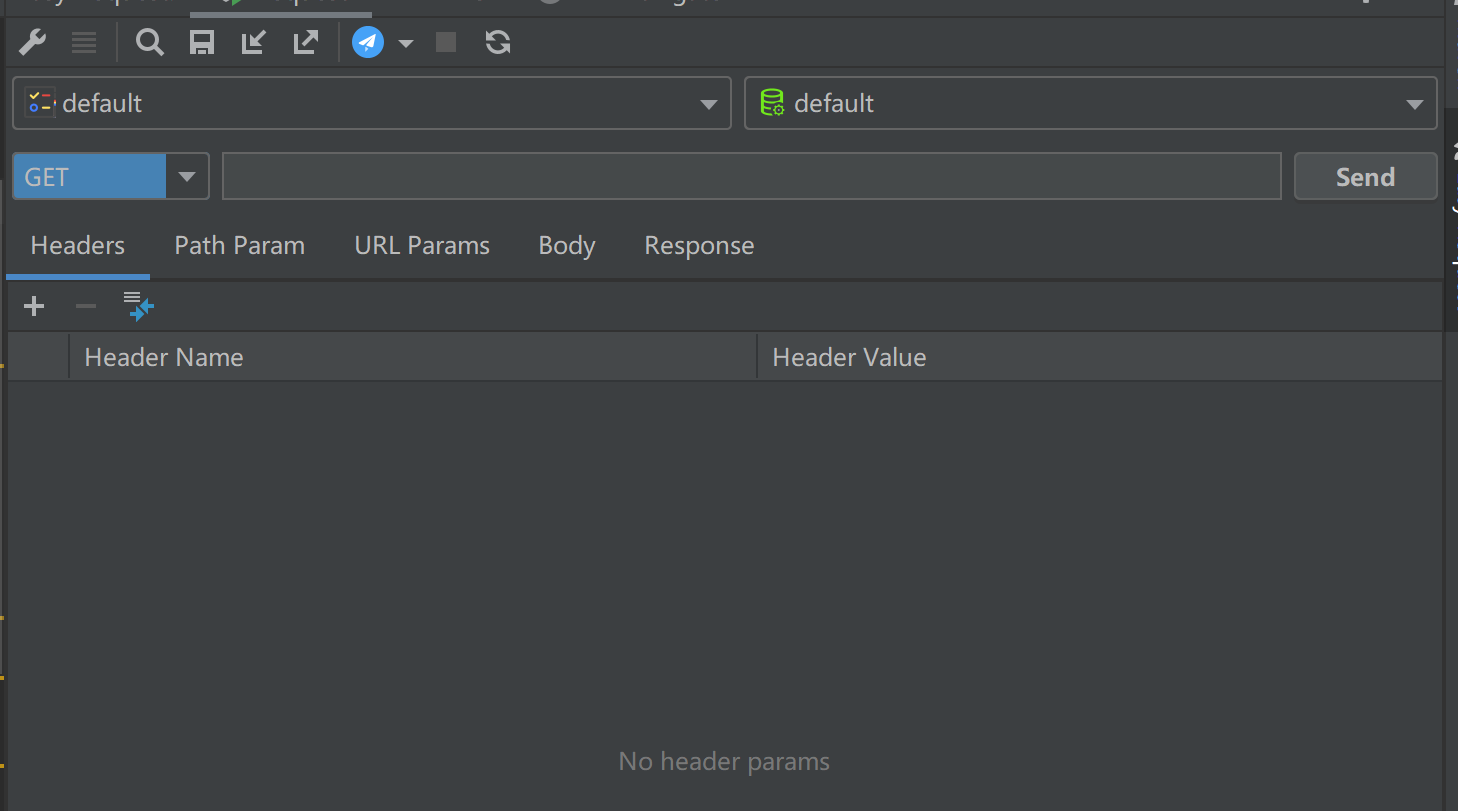 default
default
GET
Send
Headers Path Param URL Params Body Response
Header Name Header Value
No header params